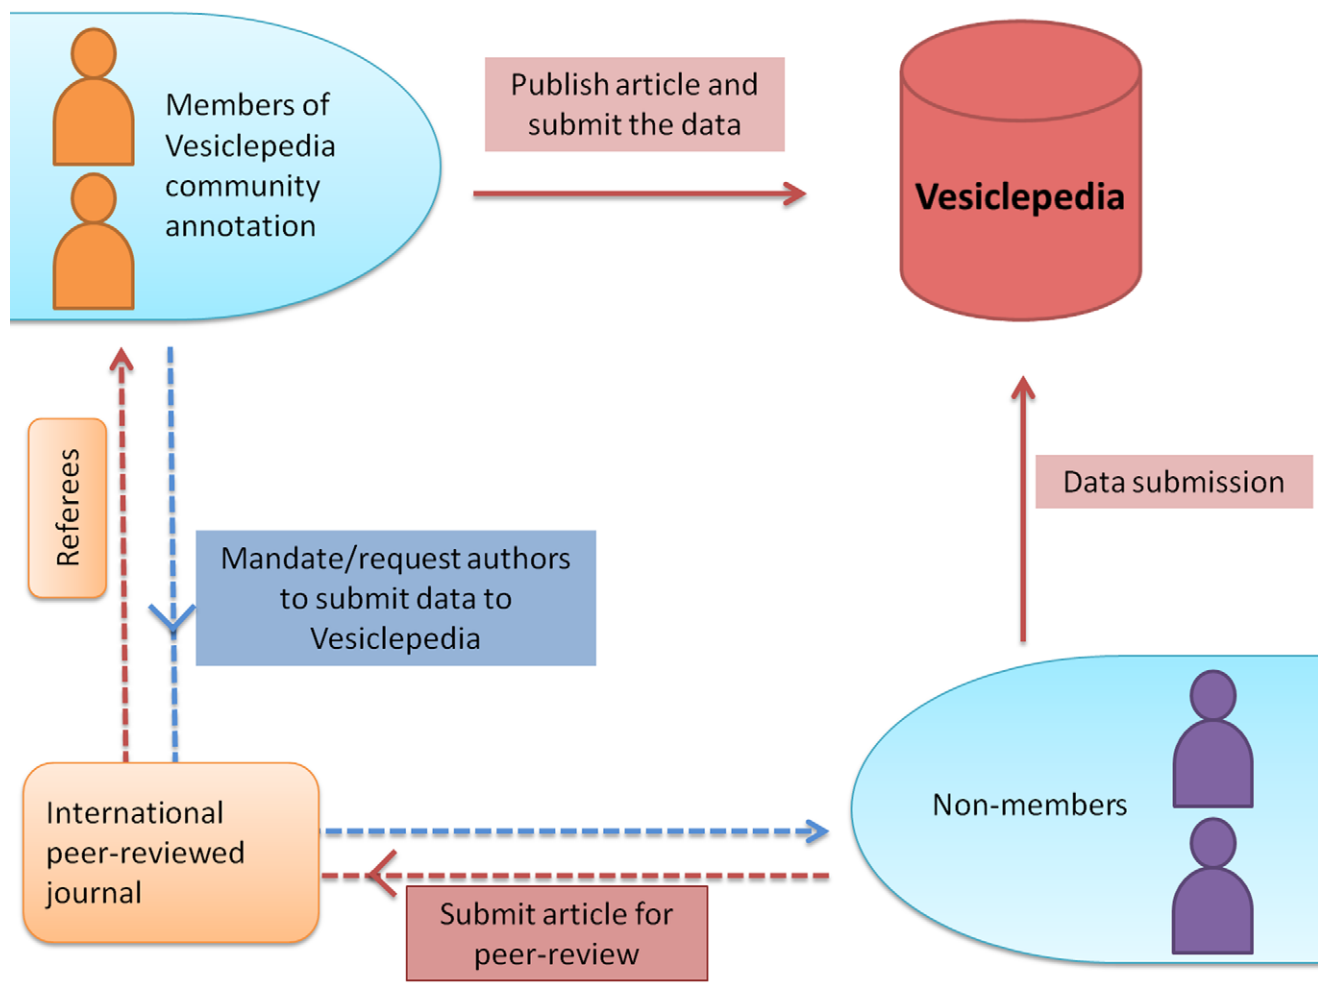 Members of
Vesiclepedia
community
annotation
Publish article and
submit the data
Vesiclepedia
Referees
Mandate/request authors
to submit data to
Vesiclepedia
Data submission
International
peer-reviewed
journal
Submit article for
peer-review
Non-members